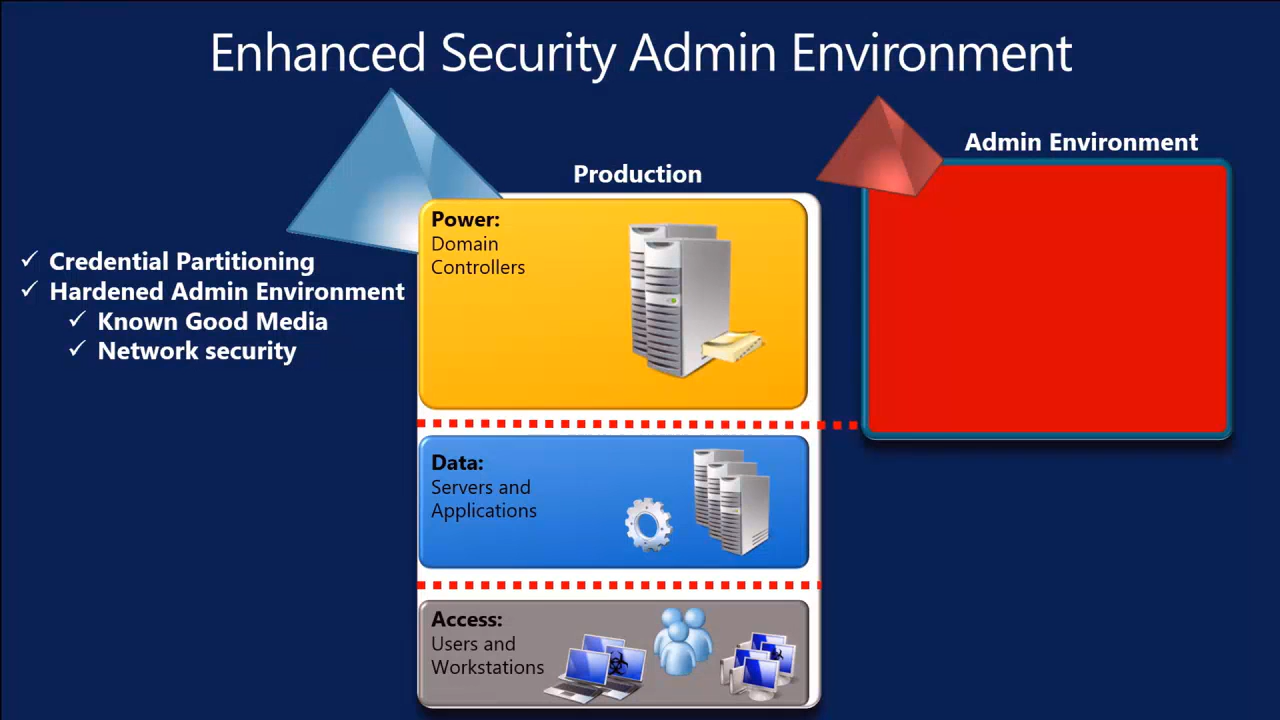 Enhanced Security Admin Environment
Admin Environment
Production
Power:
Domain
Controllers
✓ Credential Partitioning
✓ Hardened Admin Environment
✓ Known Good Media
✓ Network security
Data:
Servers and
Applications
Access:
Users and
Workstations